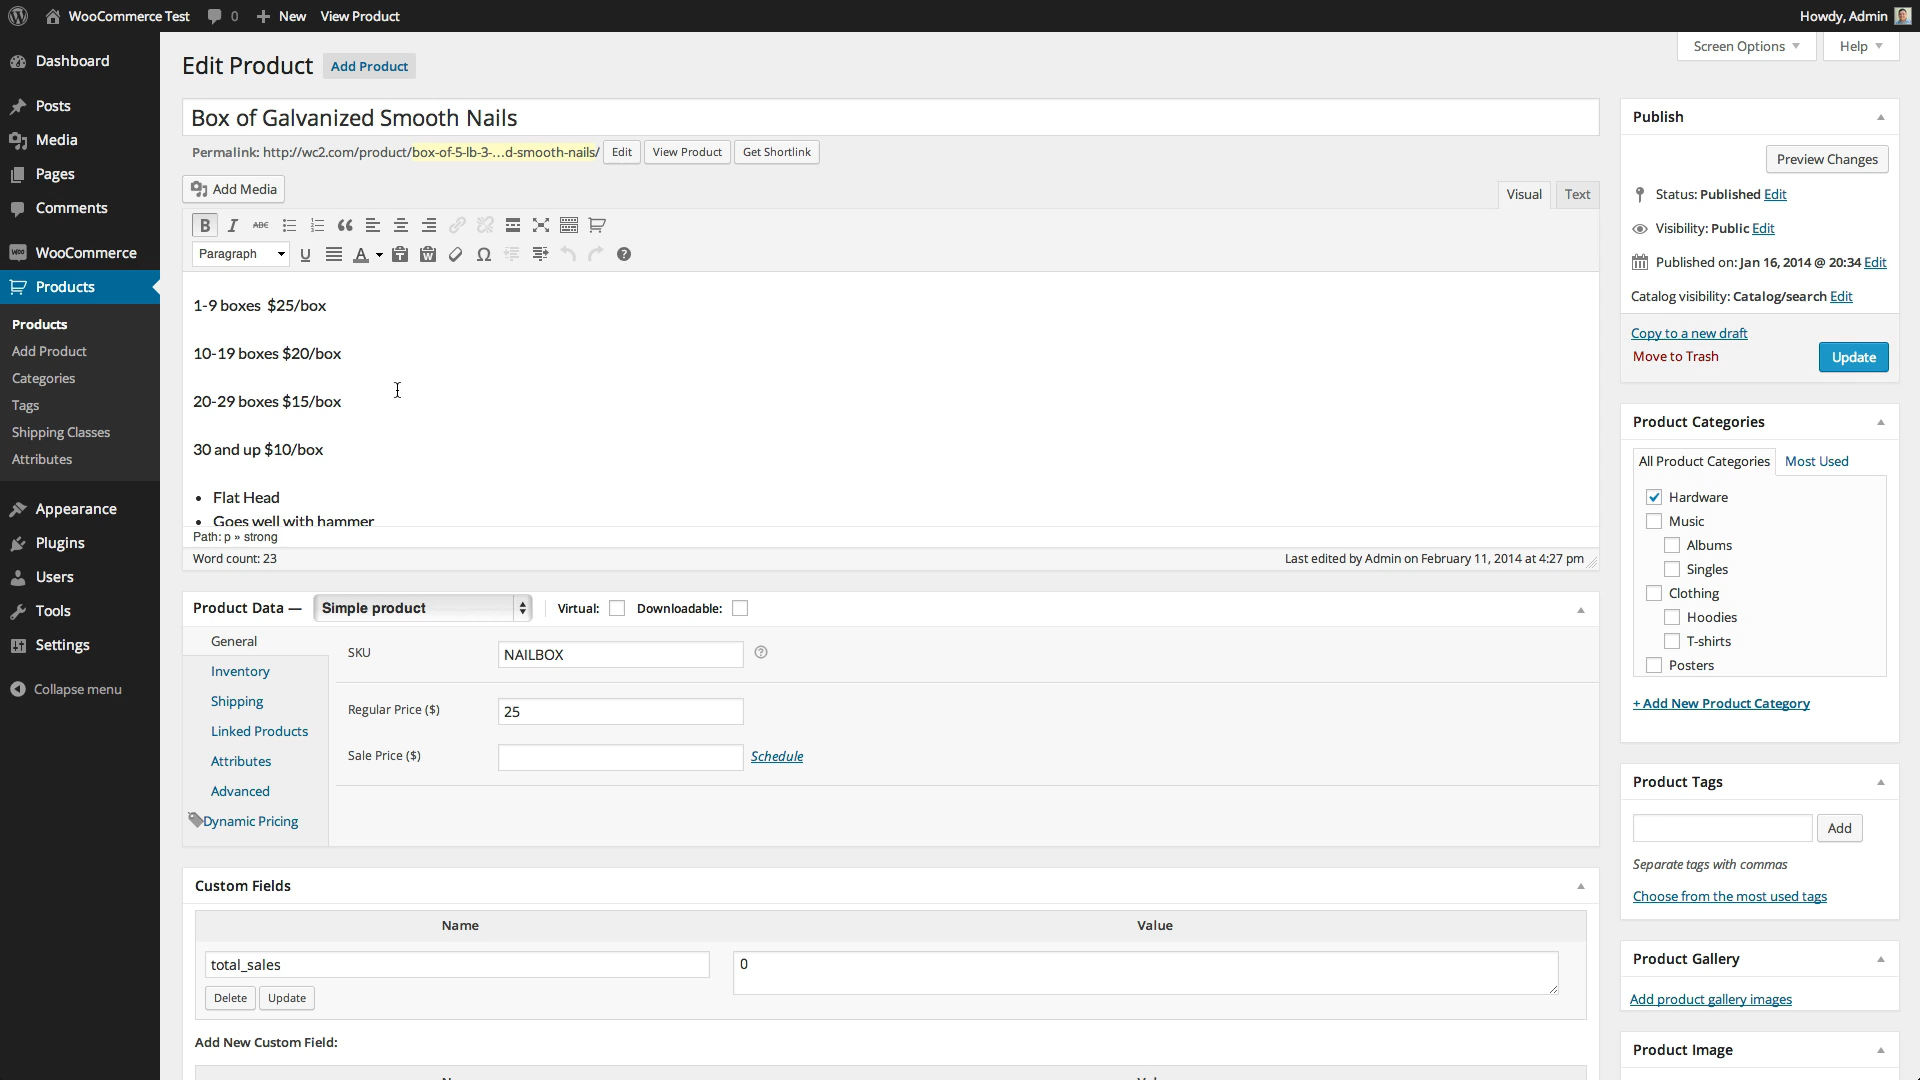 WooCommerce Test 0 New View Product Howdy, Admin
Screen Options Help
Dashboard
Posts
Media
Pages
Comments
WooCommerce
Products
Products
Add Product
Categories
Tags
Shipping Classes
Attributes
Appearance
Plugins
Users
Tools
Settings
Collapse menu
Edit Product Add Product
Box of Galvanized Smooth Nails
Permalink: http://wc2.com/product/box-of-5-lb-3-...d-smooth-nails/ Edit View Product Get Shortlink
Add Media
Visual Text
B I ABC
Paragraph U A T W Ω ?
1-9 boxes $25/box
10-19 boxes $20/box
20-29 boxes $15/box
30 and up $10/box
• Flat Head
• Goes well with hammer
Path: p » strong
Word count: 23 Last edited by Admin on February 11, 2014 at 4:27 pm
Product Data — Simple product Virtual: Downloadable:
General
Inventory
Shipping
Linked Products
Attributes
Advanced
Dynamic Pricing
SKU NAILBOX ?
Regular Price ($) 25
Sale Price ($) Schedule
Custom Fields
Name Value
total_sales 0
Delete Update
Add New Custom Field:
Publish
Preview Changes
Status: Published Edit
Visibility: Public Edit
Published on: Jan 16, 2014 @ 20:34 Edit
Catalog visibility: Catalog/search Edit
Copy to a new draft
Move to Trash Update
Product Categories
All Product Categories Most Used
Hardware
Music
Albums
Singles
Clothing
Hoodies
T-shirts
Posters
+ Add New Product Category
Product Tags
Add
Separate tags with commas
Choose from the most used tags
Product Gallery
Add product gallery images
Product Image